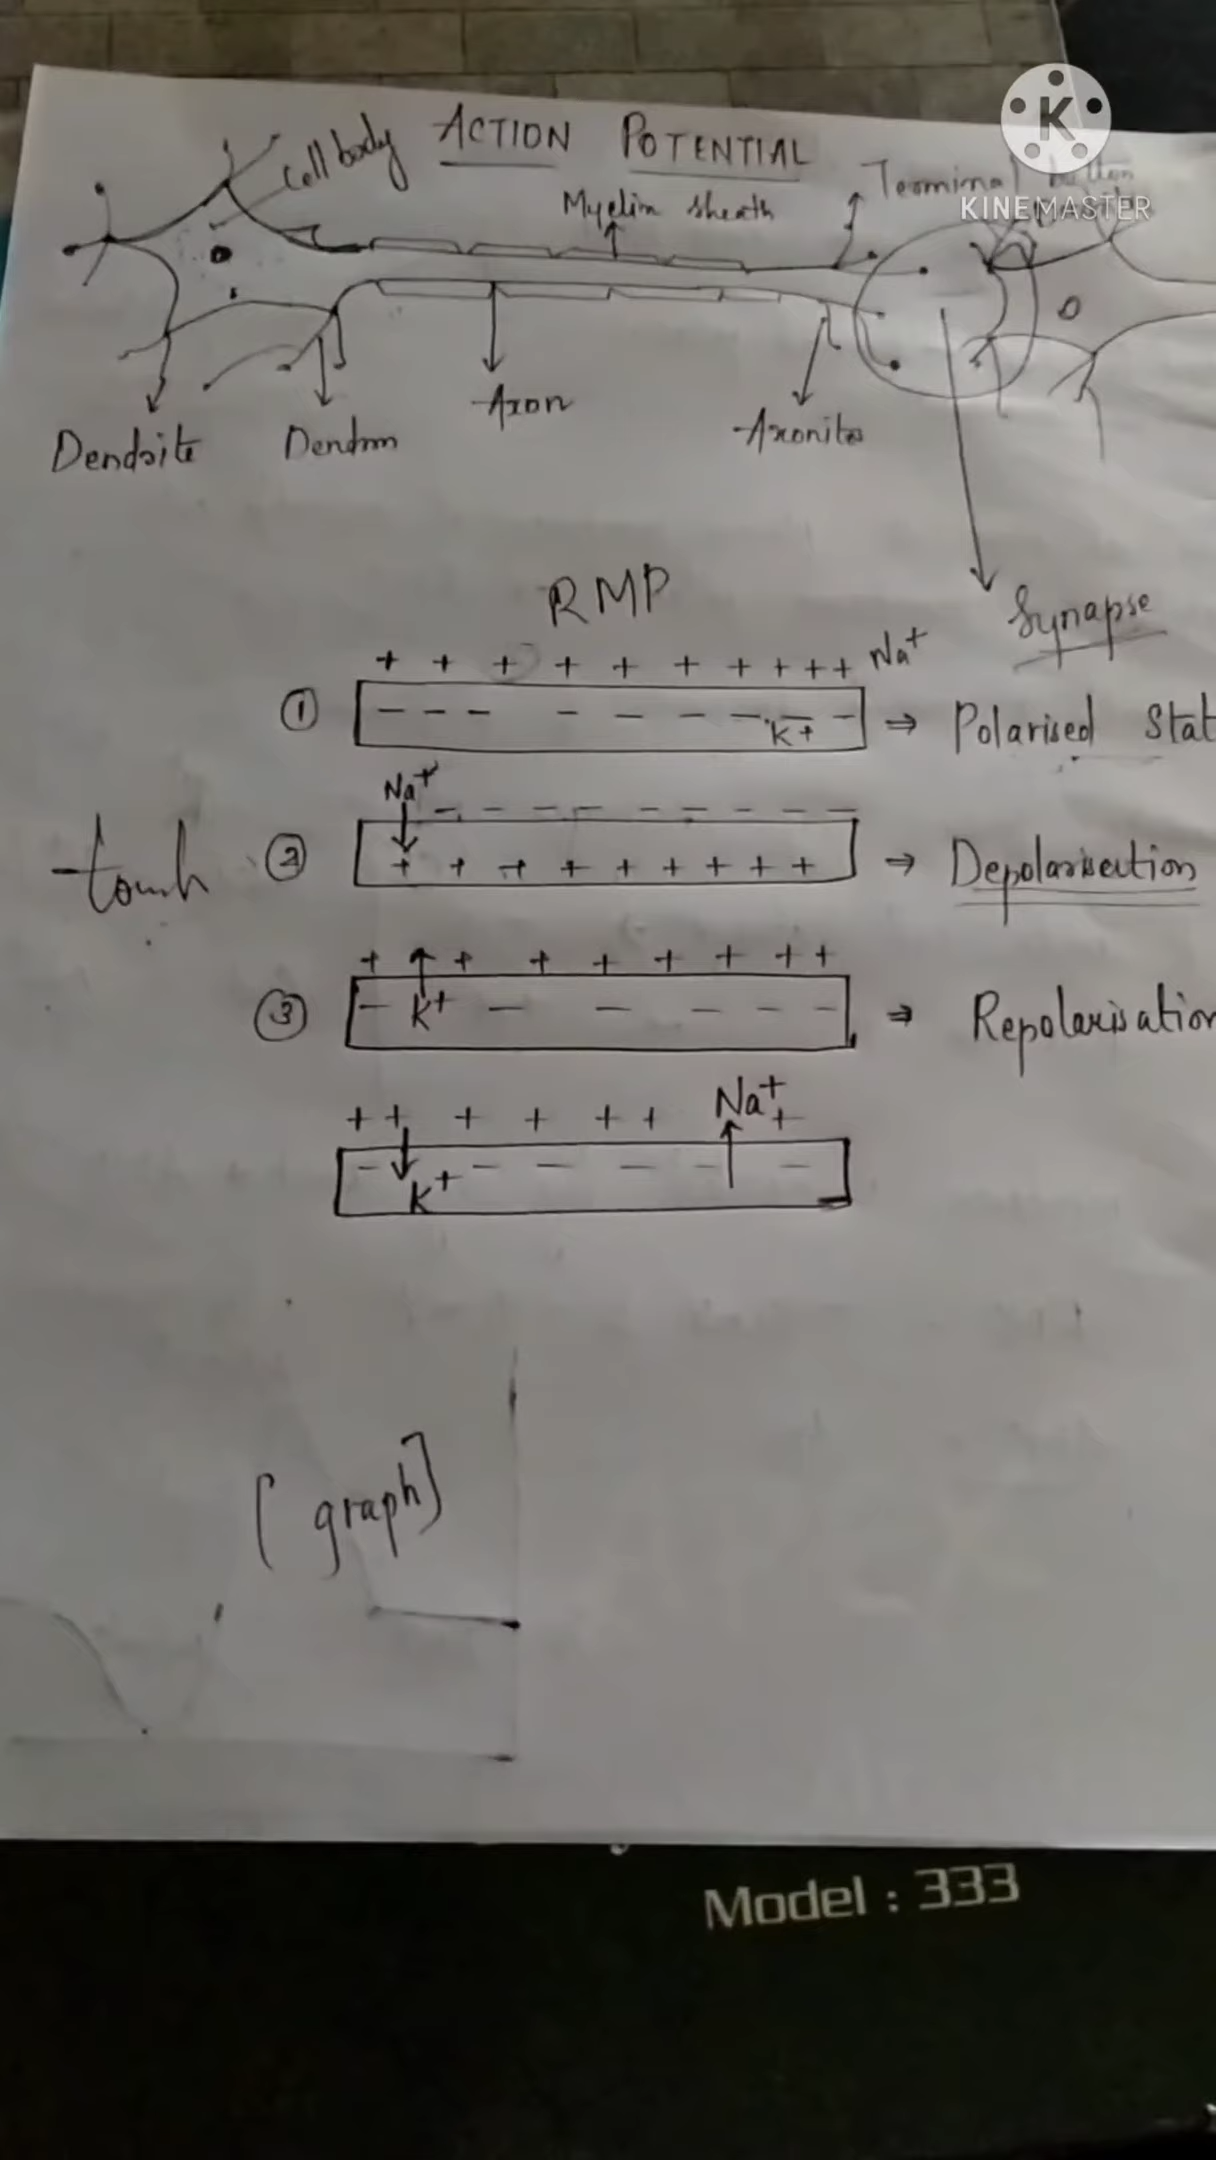 ACTION POTENTIAL
Cell body
Myelin sheath
Terminal button
KINEMASTER
Dendrite
Dendron
Axon
Axonite
Synapse
RMP
+ + + + + + + + + + Na+
① - - - - - - - - - K+ ⇒ Polarised Stat
Na+ - - - - - - - -
touch ② + + + + + + + + + ⇒ Depolarisation
+ + + + + + + +
③ - K+ - - - - - ⇒ Repolarisation
+ + + + + + Na+ +
- K+ - - - - -
[graph]
Model : 333